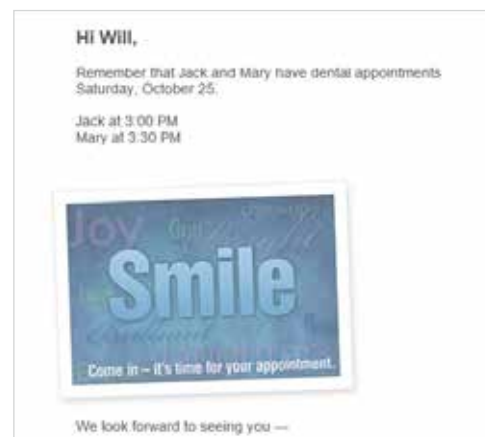 Hi Will,
Remember that Jack and Mary have dental appointments
Saturday, October 25.
Jack at 3:00 PM
Mary at 3:30 PM
Joy
Smile
Come in – it's time for your appointment.
We look forward to seeing you —